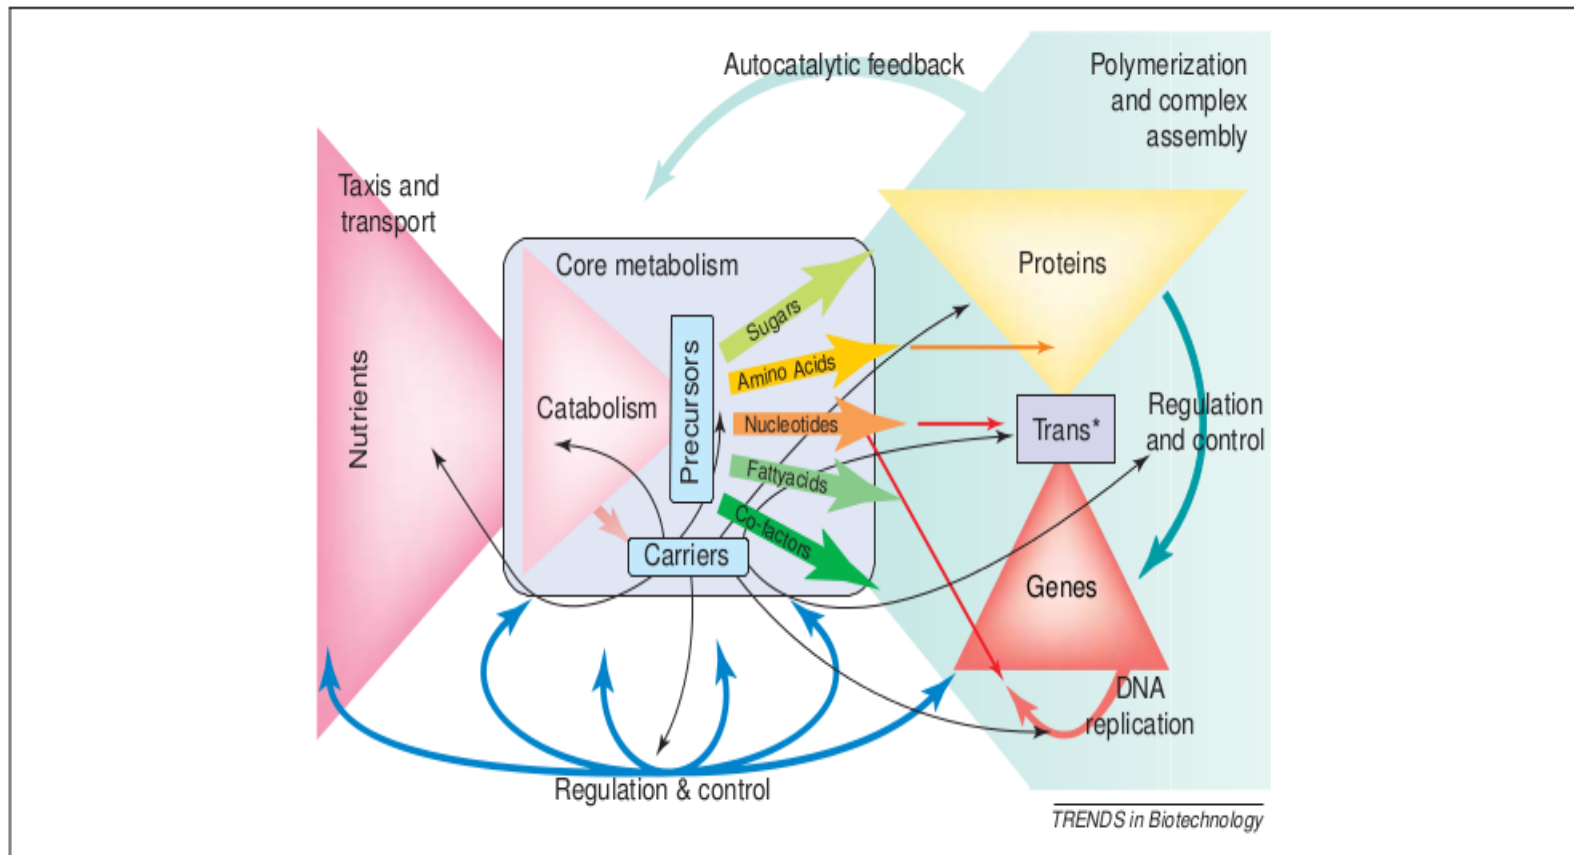 Autocatalytic feedback
Polymerization
and complex
assembly
Taxis and
transport
Core metabolism
Proteins
Sugars
Amino Acids
Nutrients
Catabolism
Precursors
Nucleotides
Trans*
Regulation
and control
Fattyacids
Co-factors
Carriers
Genes
DNA
replication
Regulation & control
TRENDS in Biotechnology